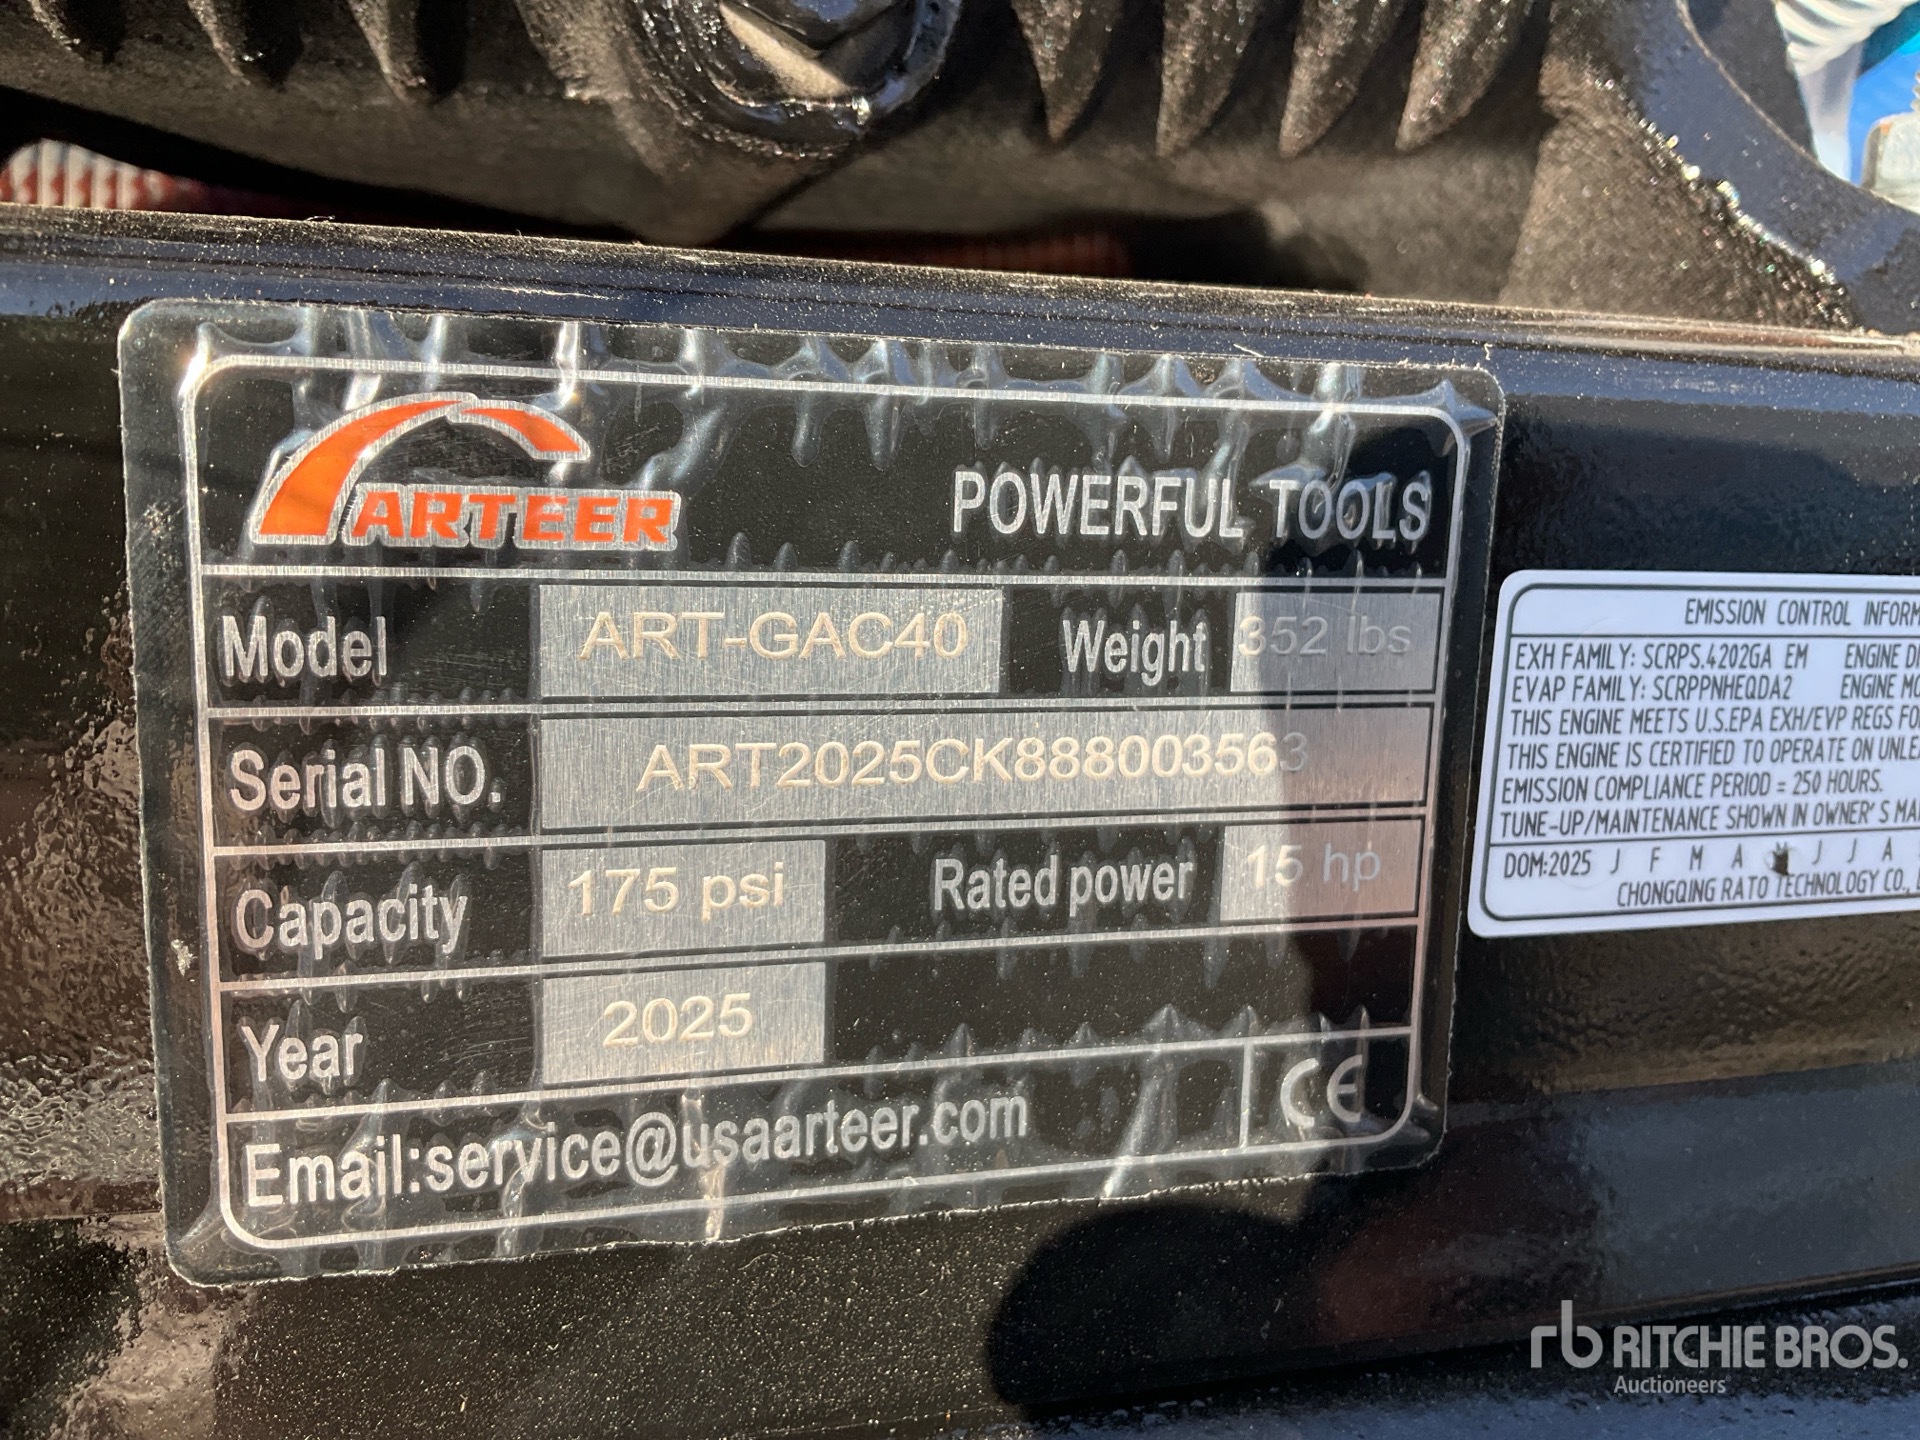 ARTEER
POWERFUL TOOLS
Model ART-GAC40 Weight 352 lbs
Serial NO. ART2025CK888003563
Capacity 175 psi Rated power 15 hp
Year 2025
Email:service@usaarteer.com CE
EMISSION CONTROL
EXH FAMILY: SCRPS.4202GA EM ENGINE
EVAP FAMILY: SCRPPNHEQDA2 ENGINE
THIS ENGINE MEETS U.S.EPA EXH/EVP REGS
THIS ENGINE IS CERTIFIED TO OPERATE ON
EMISSION COMPLIANCE PERIOD = 250 HOURS.
TUNE-UP/MAINTENANCE SHOWN IN OWNER'S
DOM:2025 J F M A J J A
CHONGQING RATO TECHNOLOGY CO.,
rb RITCHIE BROS.
Auctioneers